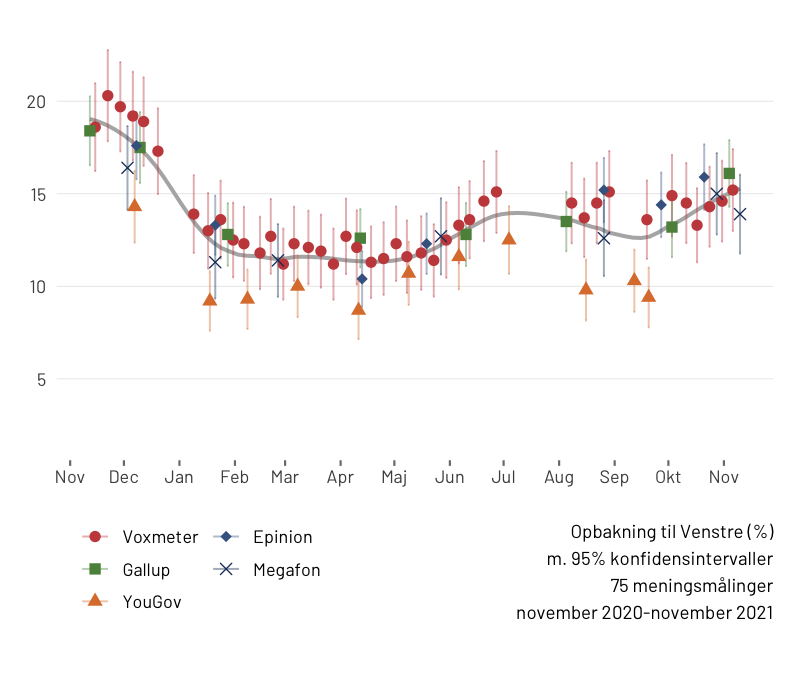 20
15
10
5
Nov Dec Jan Feb Mar Apr Maj Jun Jul Aug Sep Okt Nov
Voxmeter Epinion
Gallup Megafon
YouGov
Opbakning til Venstre (%)
m. 95% konfidensintervaller
75 meningsmålinger
november 2020-november 2021